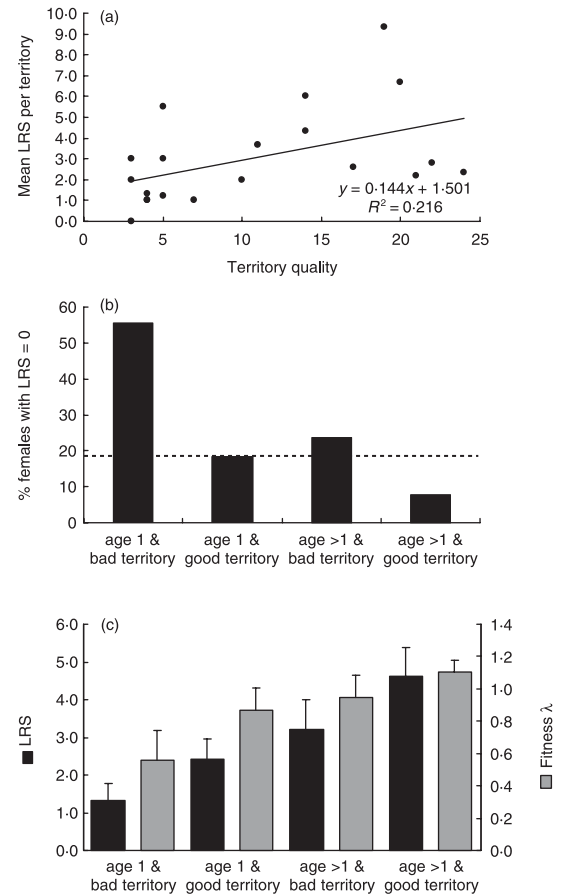 (a)
Mean LRS per territory
10·0
9·0
8·0
7·0
6·0
5·0
4·0
3·0
2·0
1·0
0·0
y = 0·144x + 1·501
R² = 0·216
0 5 10 15 20 25
Territory quality
(b)
% females with LRS = 0
60
50
40
30
20
10
0
age 1 & age 1 & age >1 & age >1 &
bad territory good territory bad territory good territory
(c)
LRS
6·0
5·0
4·0
3·0
2·0
1·0
0·0
1·4
1·2
1·0
0·8
0·6
0·4
0·2
0·0
Fitness λ
age 1 & age 1 & age >1 & age >1 &
bad territory good territory bad territory good territory